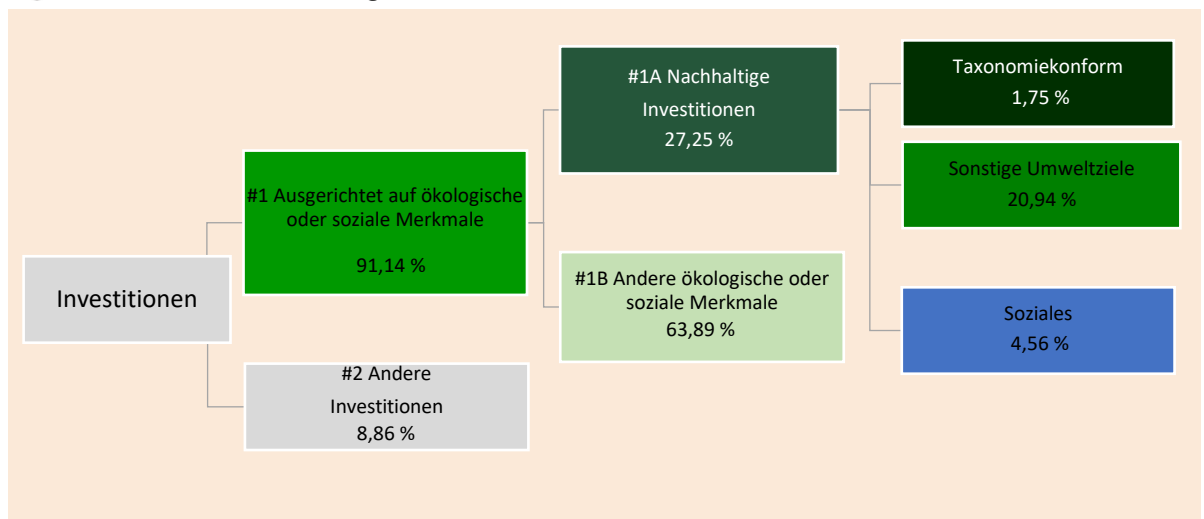 Investitionen
#1 Ausgerichtet auf ökologische
oder soziale Merkmale
91,14 %
#2 Andere
Investitionen
8,86 %
#1A Nachhaltige
Investitionen
27,25 %
#1B Andere ökologische oder
soziale Merkmale
63,89 %
Taxonomiekonform
1,75 %
Sonstige Umweltziele
20,94 %
Soziales
4,56 %